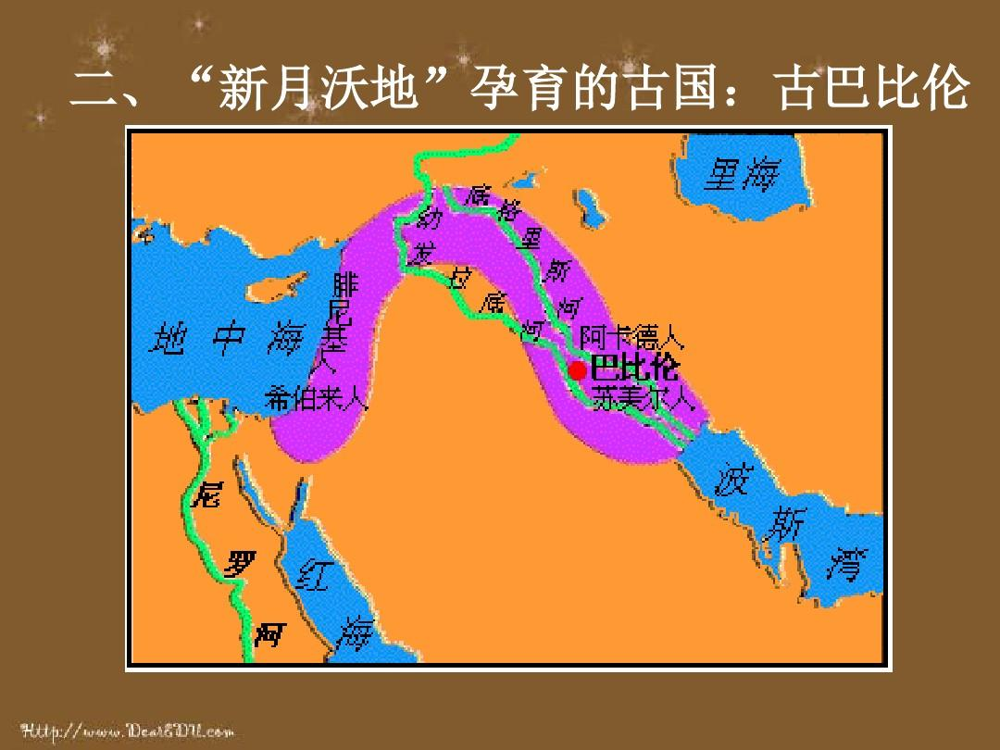 二、“新月沃地”孕育的古国：古巴比伦
里海
底格里斯河
幼发拉底河
腓尼基人
地中海
阿卡德人
巴比伦
希伯来人
苏美尔人
波斯湾
尼罗河
红海
Http://www.DearEDU.com